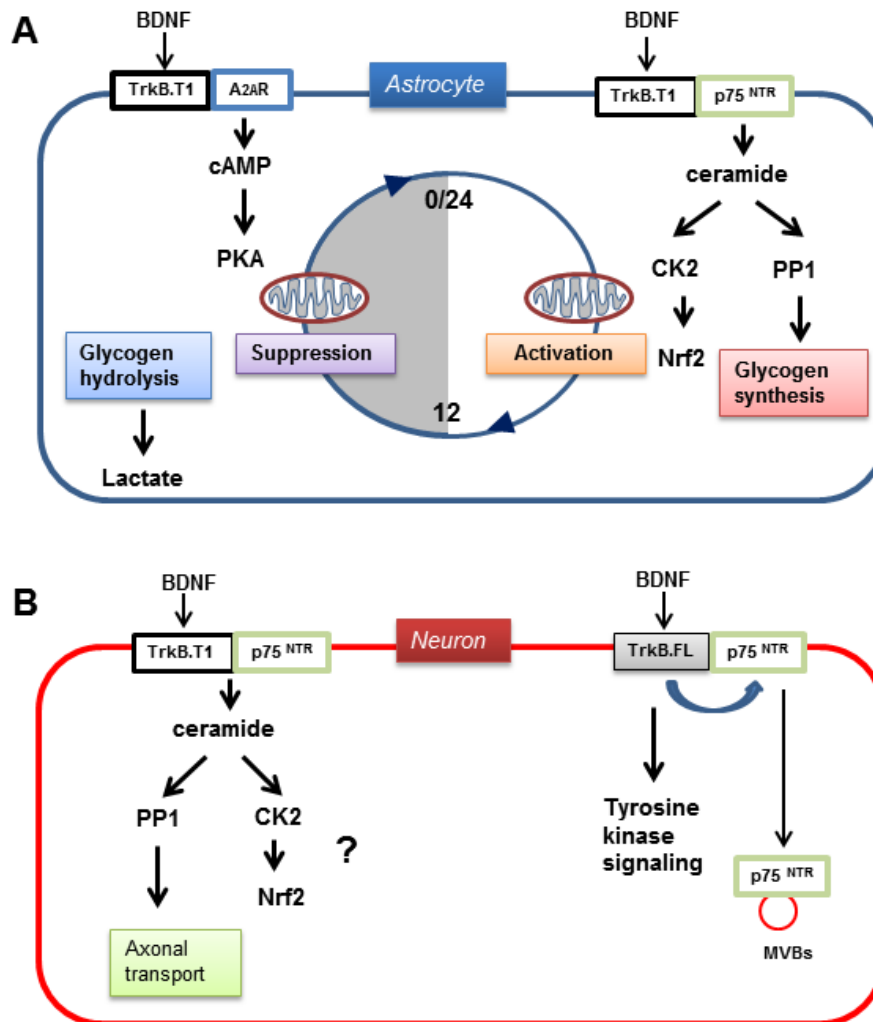 A
BDNF
TrkB.T1
A2AR
cAMP
PKA
Glycogen
hydrolysis
Lactate
Astrocyte
0/24
Suppression
Activation
12
BDNF
TrkB.T1
p75 NTR
ceramide
CK2
PP1
Nrf2
Glycogen
synthesis
B
BDNF
TrkB.T1
p75 NTR
ceramide
PP1
CK2
Nrf2
?
Axonal
transport
Neuron
BDNF
TrkB.FL
p75 NTR
Tyrosine
kinase
signaling
p75 NTR
MVBs